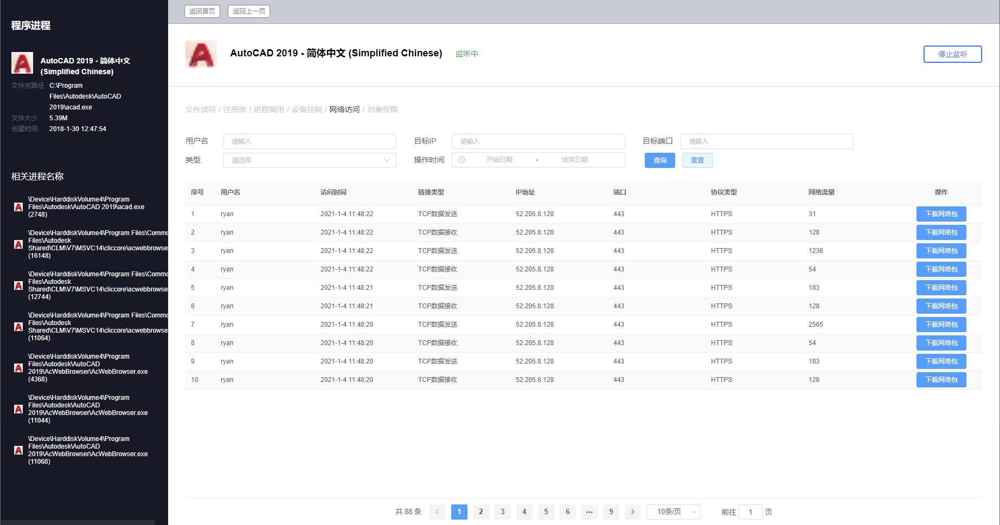 程序进程
AutoCAD 2019 - 简体中文
(Simplified Chinese)
文件夹路径 C:\Program
Files\Autodesk\AutoCAD
2019\acad.exe
文件大小 5.39M
创建时间 2018-1-30 12:47:54
相关进程名称
\Device\HarddiskVolume4\Program
Files\Autodesk\AutoCAD 2019\acad.exe
(2748)
\Device\HarddiskVolume4\Program Files\Commo
Files\Autodesk
Shared\CLM\V7\MSVC14\cliccore\acwebbrowse
(16148)
\Device\HarddiskVolume4\Program Files\Commo
Files\Autodesk
Shared\CLM\V7\MSVC14\cliccore\acwebbrowse
(12744)
\Device\HarddiskVolume4\Program Files\Commo
Files\Autodesk
Shared\CLM\V7\MSVC14\cliccore\acwebbrowse
(11064)
\Device\HarddiskVolume4\Program
Files\Autodesk\AutoCAD
2019\AcWebBrowser\AcWebBrowser.exe
(4368)
\Device\HarddiskVolume4\Program
Files\Autodesk\AutoCAD
2019\AcWebBrowser\AcWebBrowser.exe
(11044)
\Device\HarddiskVolume4\Program
Files\Autodesk\AutoCAD
2019\AcWebBrowser\AcWebBrowser.exe
(11068)
返回首页 返回上一页
AutoCAD 2019 - 简体中文 (Simplified Chinese) 监听中 停止监听
文件读写 / 注册表 / 进程调用 / 设备控制 / 网络访问 / 对象权限
用户名 请输入 目标IP 请输入 目标端口 请输入
类型 请选择 操作时间 开始日期 - 结束日期 查询 重置
序号 用户名 访问时间 链接类型 IP地址 端口 协议类型 网络流量 操作
1 ryan 2021-1-4 11:48:22 TCP数据发送 52.205.8.128 443 HTTPS 31 下载网络包
2 ryan 2021-1-4 11:48:22 TCP数据接收 52.205.8.128 443 HTTPS 128 下载网络包
3 ryan 2021-1-4 11:48:22 TCP数据发送 52.205.8.128 443 HTTPS 1236 下载网络包
4 ryan 2021-1-4 11:48:22 TCP数据接收 52.205.8.128 443 HTTPS 54 下载网络包
5 ryan 2021-1-4 11:48:21 TCP数据发送 52.205.8.128 443 HTTPS 183 下载网络包
6 ryan 2021-1-4 11:48:21 TCP数据接收 52.205.8.128 443 HTTPS 128 下载网络包
7 ryan 2021-1-4 11:48:20 TCP数据发送 52.205.8.128 443 HTTPS 2565 下载网络包
8 ryan 2021-1-4 11:48:20 TCP数据接收 52.205.8.128 443 HTTPS 54 下载网络包
9 ryan 2021-1-4 11:48:20 TCP数据发送 52.205.8.128 443 HTTPS 183 下载网络包
10 ryan 2021-1-4 11:48:20 TCP数据接收 52.205.8.128 443 HTTPS 128 下载网络包
共 88 条 < 1 2 3 4 5 6 ••• 9 > 10条/页 前往 1 页